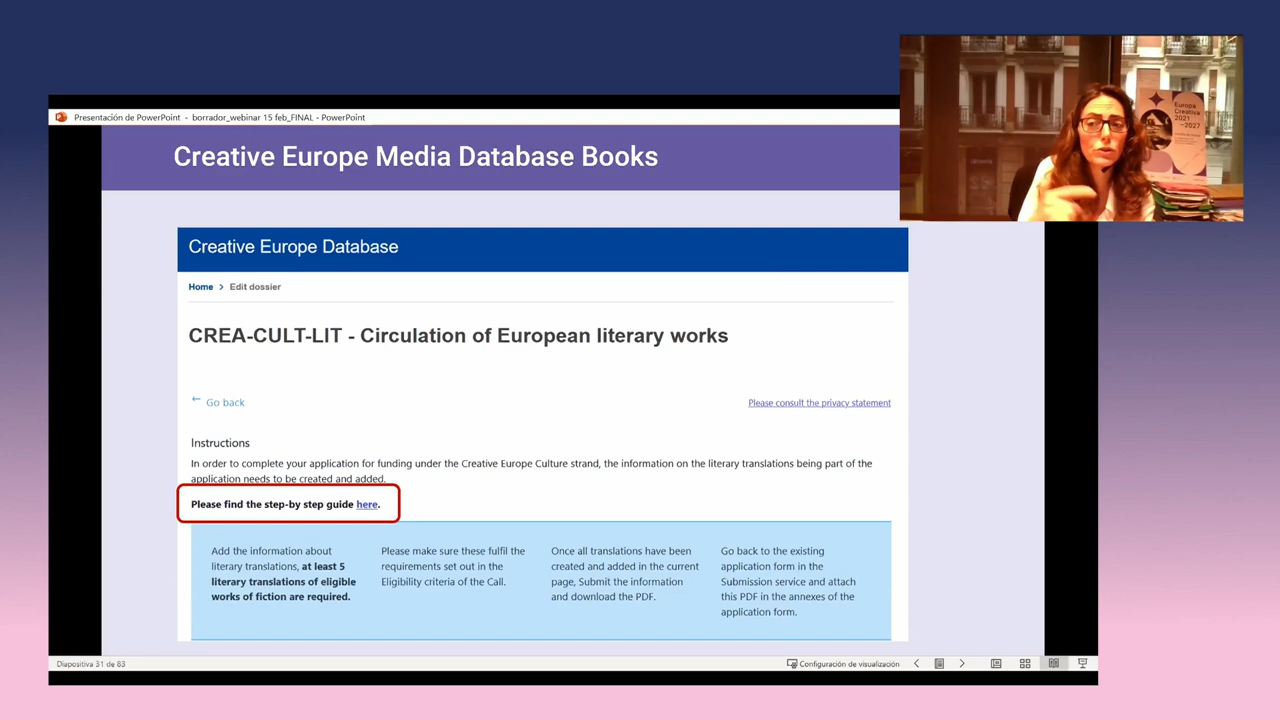 Presentación de PowerPoint - borrador_webinar 15 feb_FINAL - PowerPoint
Creative Europe Media Database Books
Europa
Creativa
2021
-2027
Creative Europe Database
Home > Edit dossier
CREA-CULT-LIT - Circulation of European literary works
← Go back
Please consult the privacy statement
Instructions
In order to complete your application for funding under the Creative Europe Culture strand, the information on the literary translations being part of the
application needs to be created and added.
Please find the step-by step guide here.
Add the information about
literary translations, at least 5
literary translations of eligible
works of fiction are required.
Please make sure these fulfil the
requirements set out in the
Eligibility criteria of the Call.
Once all translations have been
created and added in the current
page, Submit the information
and download the PDF.
Go back to the existing
application form in the
Submission service and attach
this PDF in the annexes of the
application form.
Diapositiva 31 de 83
Configuración de visualización